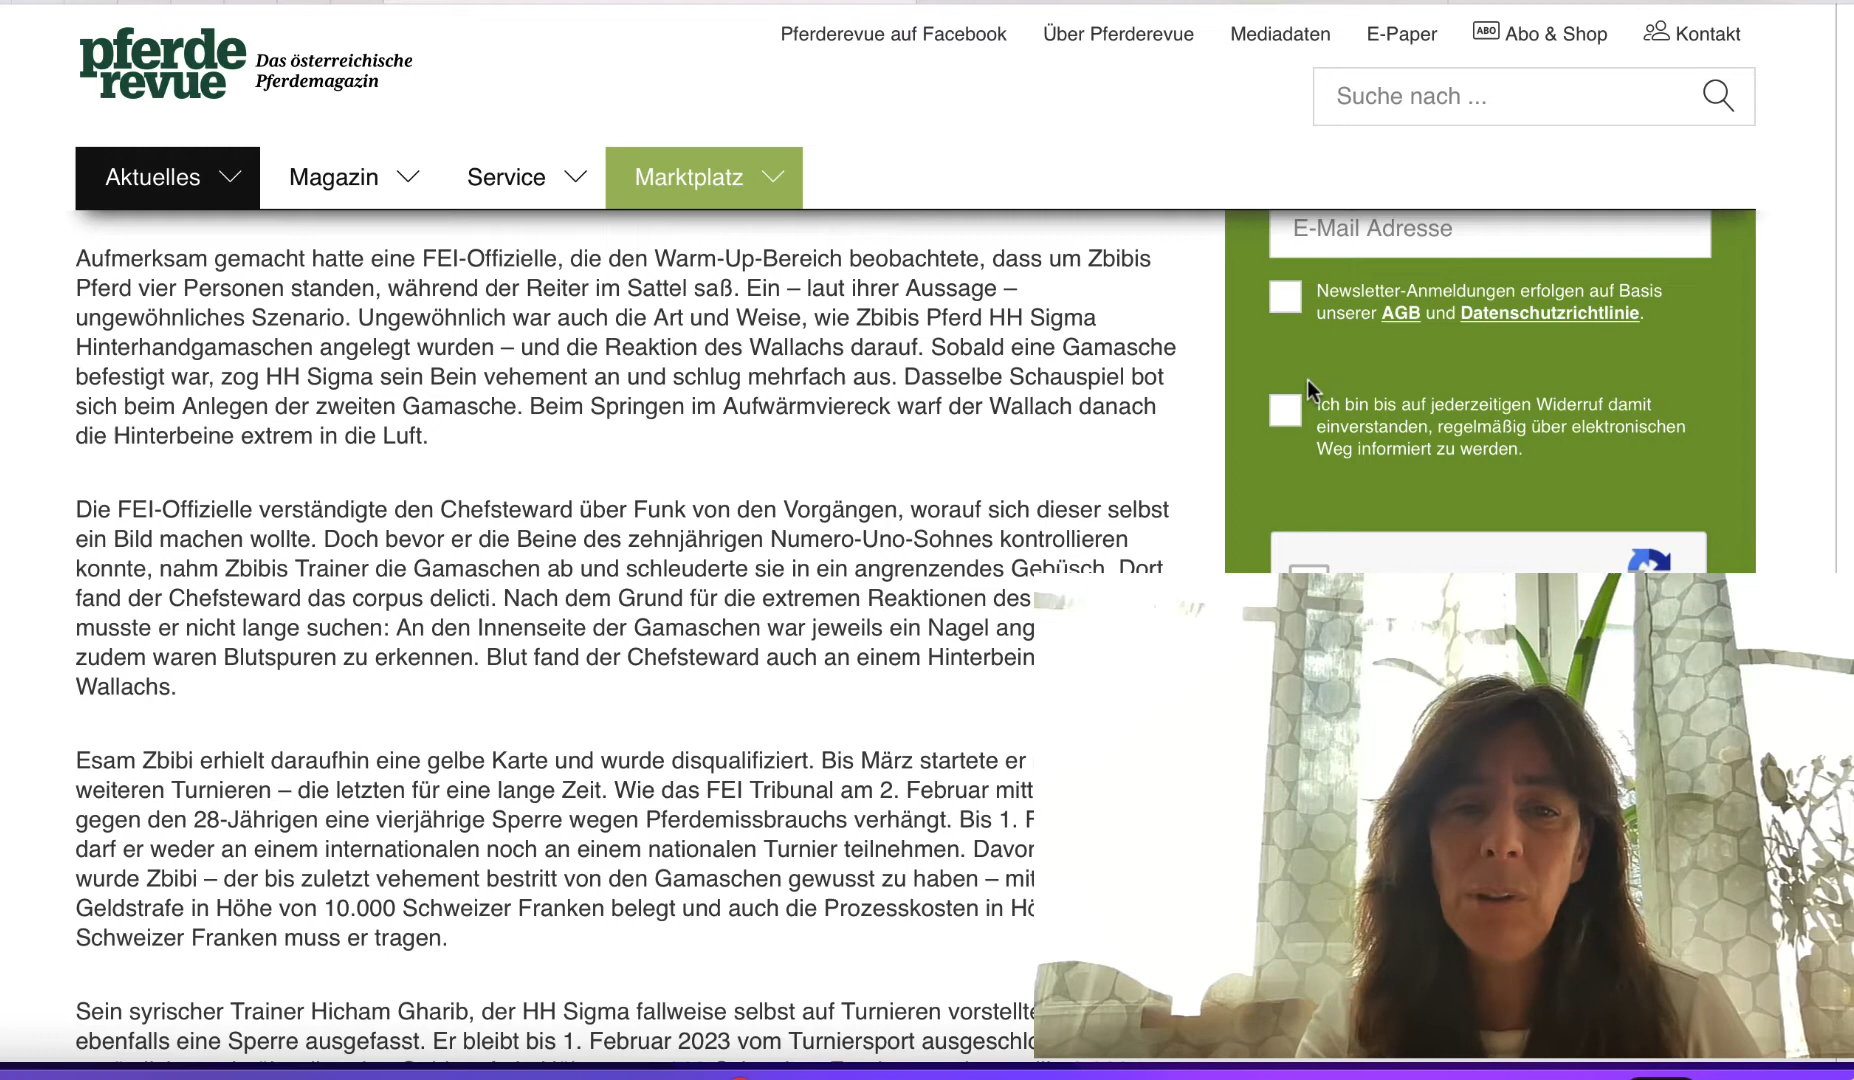 pferde
revue
Das österreichische
Pferdemagazin
Pferderevue auf Facebook
Über Pferderevue
Mediadaten
E-Paper
ABO Abo & Shop
Kontakt
Suche nach ...
Aktuelles
Magazin
Service
Marktplatz
Aufmerksam gemacht hatte eine FEI-Offizielle, die den Warm-Up-Bereich beobachtete, dass um Zbibis
Pferd vier Personen standen, während der Reiter im Sattel saß. Ein – laut ihrer Aussage –
ungewöhnliches Szenario. Ungewöhnlich war auch die Art und Weise, wie Zbibis Pferd HH Sigma
Hinterhandgamaschen angelegt wurden – und die Reaktion des Wallachs darauf. Sobald eine Gamasche
befestigt war, zog HH Sigma sein Bein vehement an und schlug mehrfach aus. Dasselbe Schauspiel bot
sich beim Anlegen der zweiten Gamasche. Beim Springen im Aufwärmviereck warf der Wallach danach
die Hinterbeine extrem in die Luft.
Die FEI-Offizielle verständigte den Chefsteward über Funk von den Vorgängen, worauf sich dieser selbst
ein Bild machen wollte. Doch bevor er die Beine des zehnjährigen Numero-Uno-Sohnes kontrollieren
konnte, nahm Zbibis Trainer die Gamaschen ab und schleuderte sie in ein angrenzendes Gebüsch. Dort
fand der Chefsteward das corpus delicti. Nach dem Grund für die extremen Reaktionen des
musste er nicht lange suchen: An den Innenseite der Gamaschen war jeweils ein Nagel ang
zudem waren Blutspuren zu erkennen. Blut fand der Chefsteward auch an einem Hinterbein
Wallachs.
Esam Zbibi erhielt daraufhin eine gelbe Karte und wurde disqualifiziert. Bis März startete er
weiteren Turnieren – die letzten für eine lange Zeit. Wie das FEI Tribunal am 2. Februar mitt
gegen den 28-Jährigen eine vierjährige Sperre wegen Pferdemissbrauchs verhängt. Bis 1. F
darf er weder an einem internationalen noch an einem nationalen Turnier teilnehmen. Davor
wurde Zbibi – der bis zuletzt vehement bestritt von den Gamaschen gewusst zu haben – mit
Geldstrafe in Höhe von 10.000 Schweizer Franken belegt und auch die Prozesskosten in Hö
Schweizer Franken muss er tragen.
Sein syrischer Trainer Hicham Gharib, der HH Sigma fallweise selbst auf Turnieren vorstellte
ebenfalls eine Sperre ausgefasst. Er bleibt bis 1. Februar 2023 vom Turniersport ausgeschlo
E-Mail Adresse
Newsletter-Anmeldungen erfolgen auf Basis
unserer AGB und Datenschutzrichtlinie.
Ich bin bis auf jederzeitigen Widerruf damit
einverstanden, regelmäßig über elektronischen
Weg informiert zu werden.